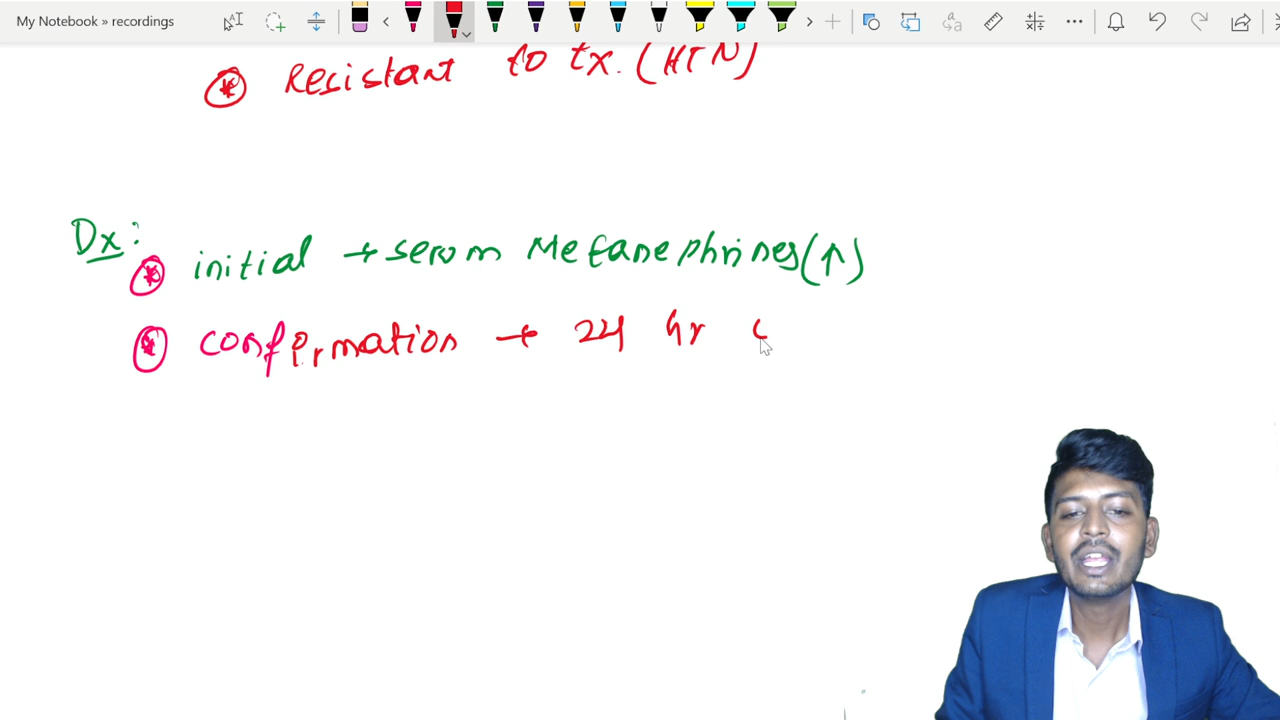 My Notebook » recordings
* Resistant to tx. (HTN)
Dx:
* initial → serum Metanephrines (↑)
* confirmation → 24 hr